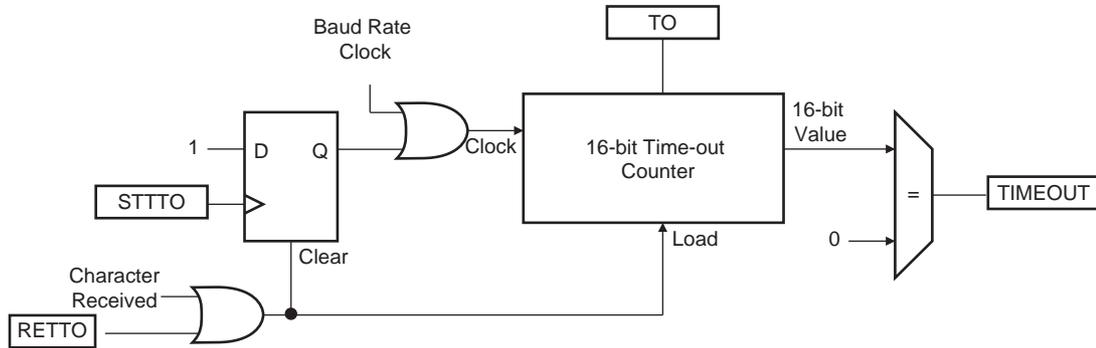 TO
Baud Rate
Clock
16-bit
Value
1
D
Q
Clock
16-bit Time-out
Counter
STTTO
=
TIMEOUT
Clear
Load
0
Character
Received
RETTO